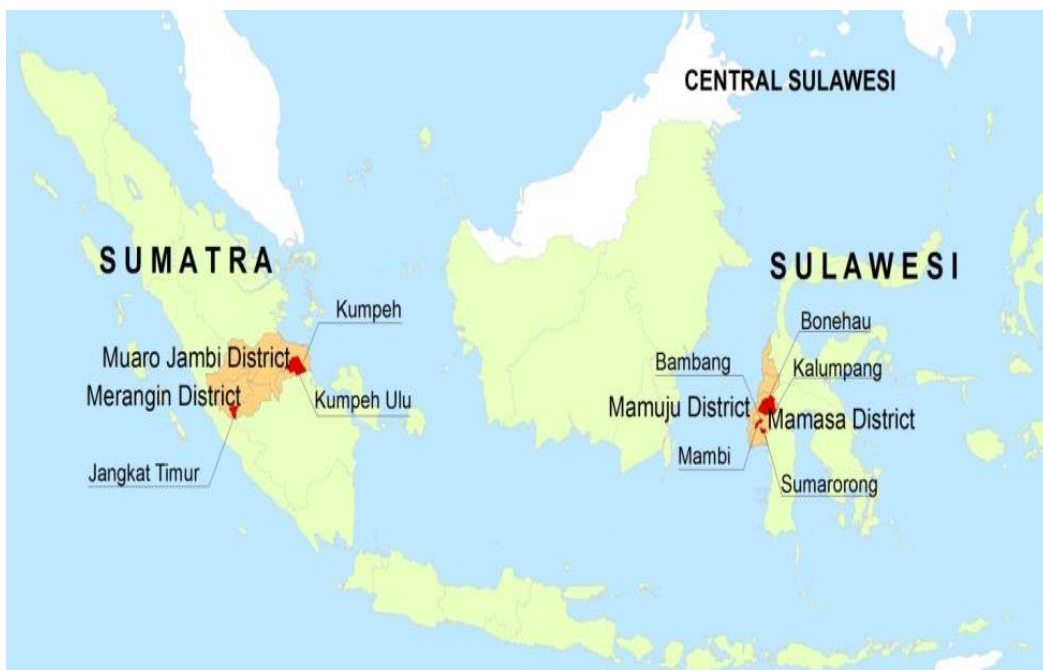 CENTRAL SULAWESI
SUMATRA
SULAWESI
Kumpeh
Muaro Jambi District
Merangin District
Kumpeh Ulu
Jangkat Timur
Bonehau
Bambang
Kalumpang
Mamuju District
Mamasa District
Mambi
Sumarorong